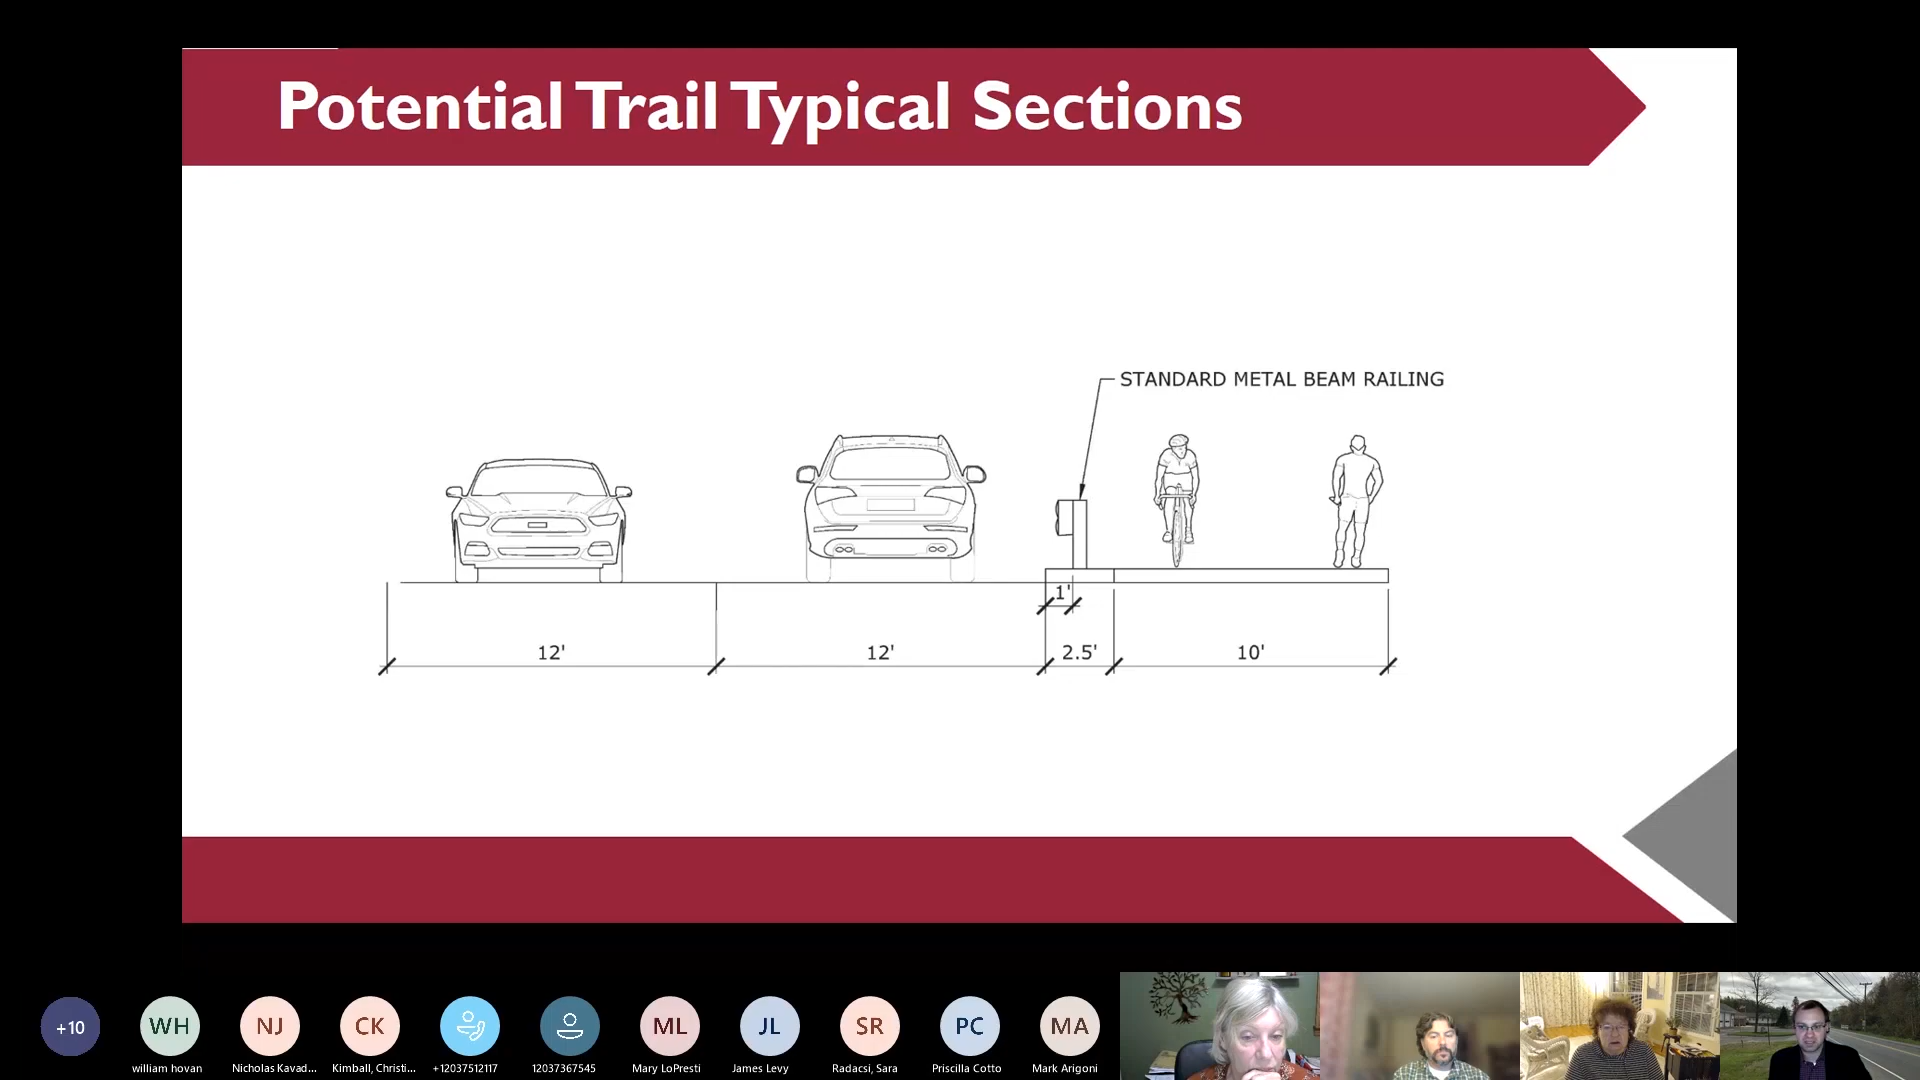 Potential Trail Typical Sections
STANDARD METAL BEAM RAILING
1'
12'
12'
2.5'
10'
+10
WH
NJ
CK
ML
JL
SR
PC
MA
william hovan
Nicholas Kavad...
Kimball, Christi...
+12037512117
12037367545
Mary LoPresti
James Levy
Radacsi, Sara
Priscilla Cotto
Mark Arigoni